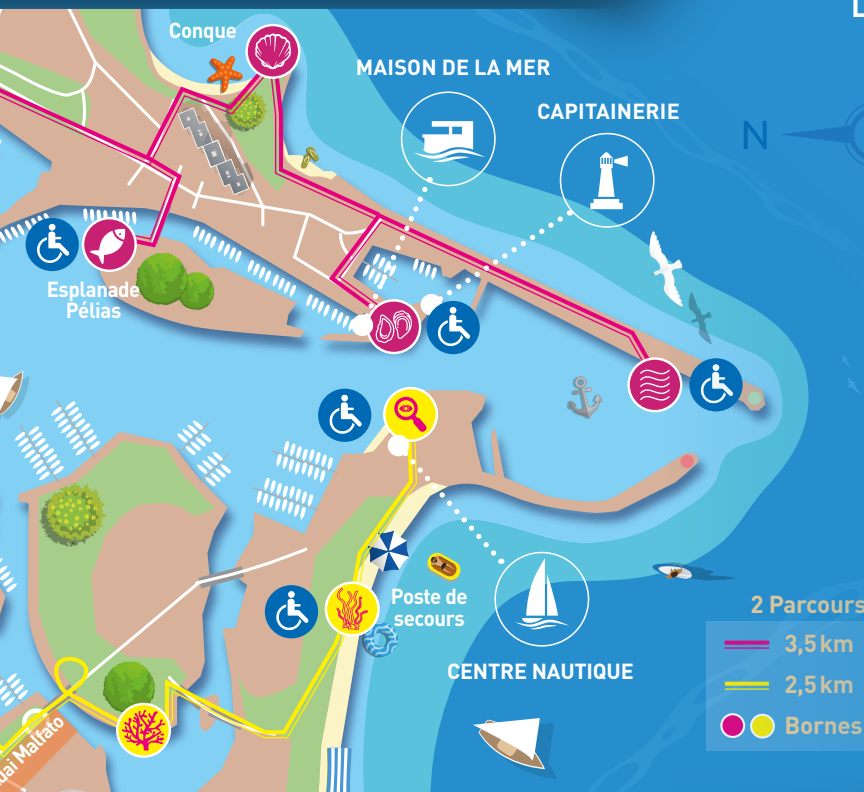 L
Conque
MAISON DE LA MER
CAPITAINERIE
N
Esplanade
Pélias
Poste de
secours
CENTRE NAUTIQUE
2 Parcours
3,5 km
2,5 km
Bornes
uai Malfato